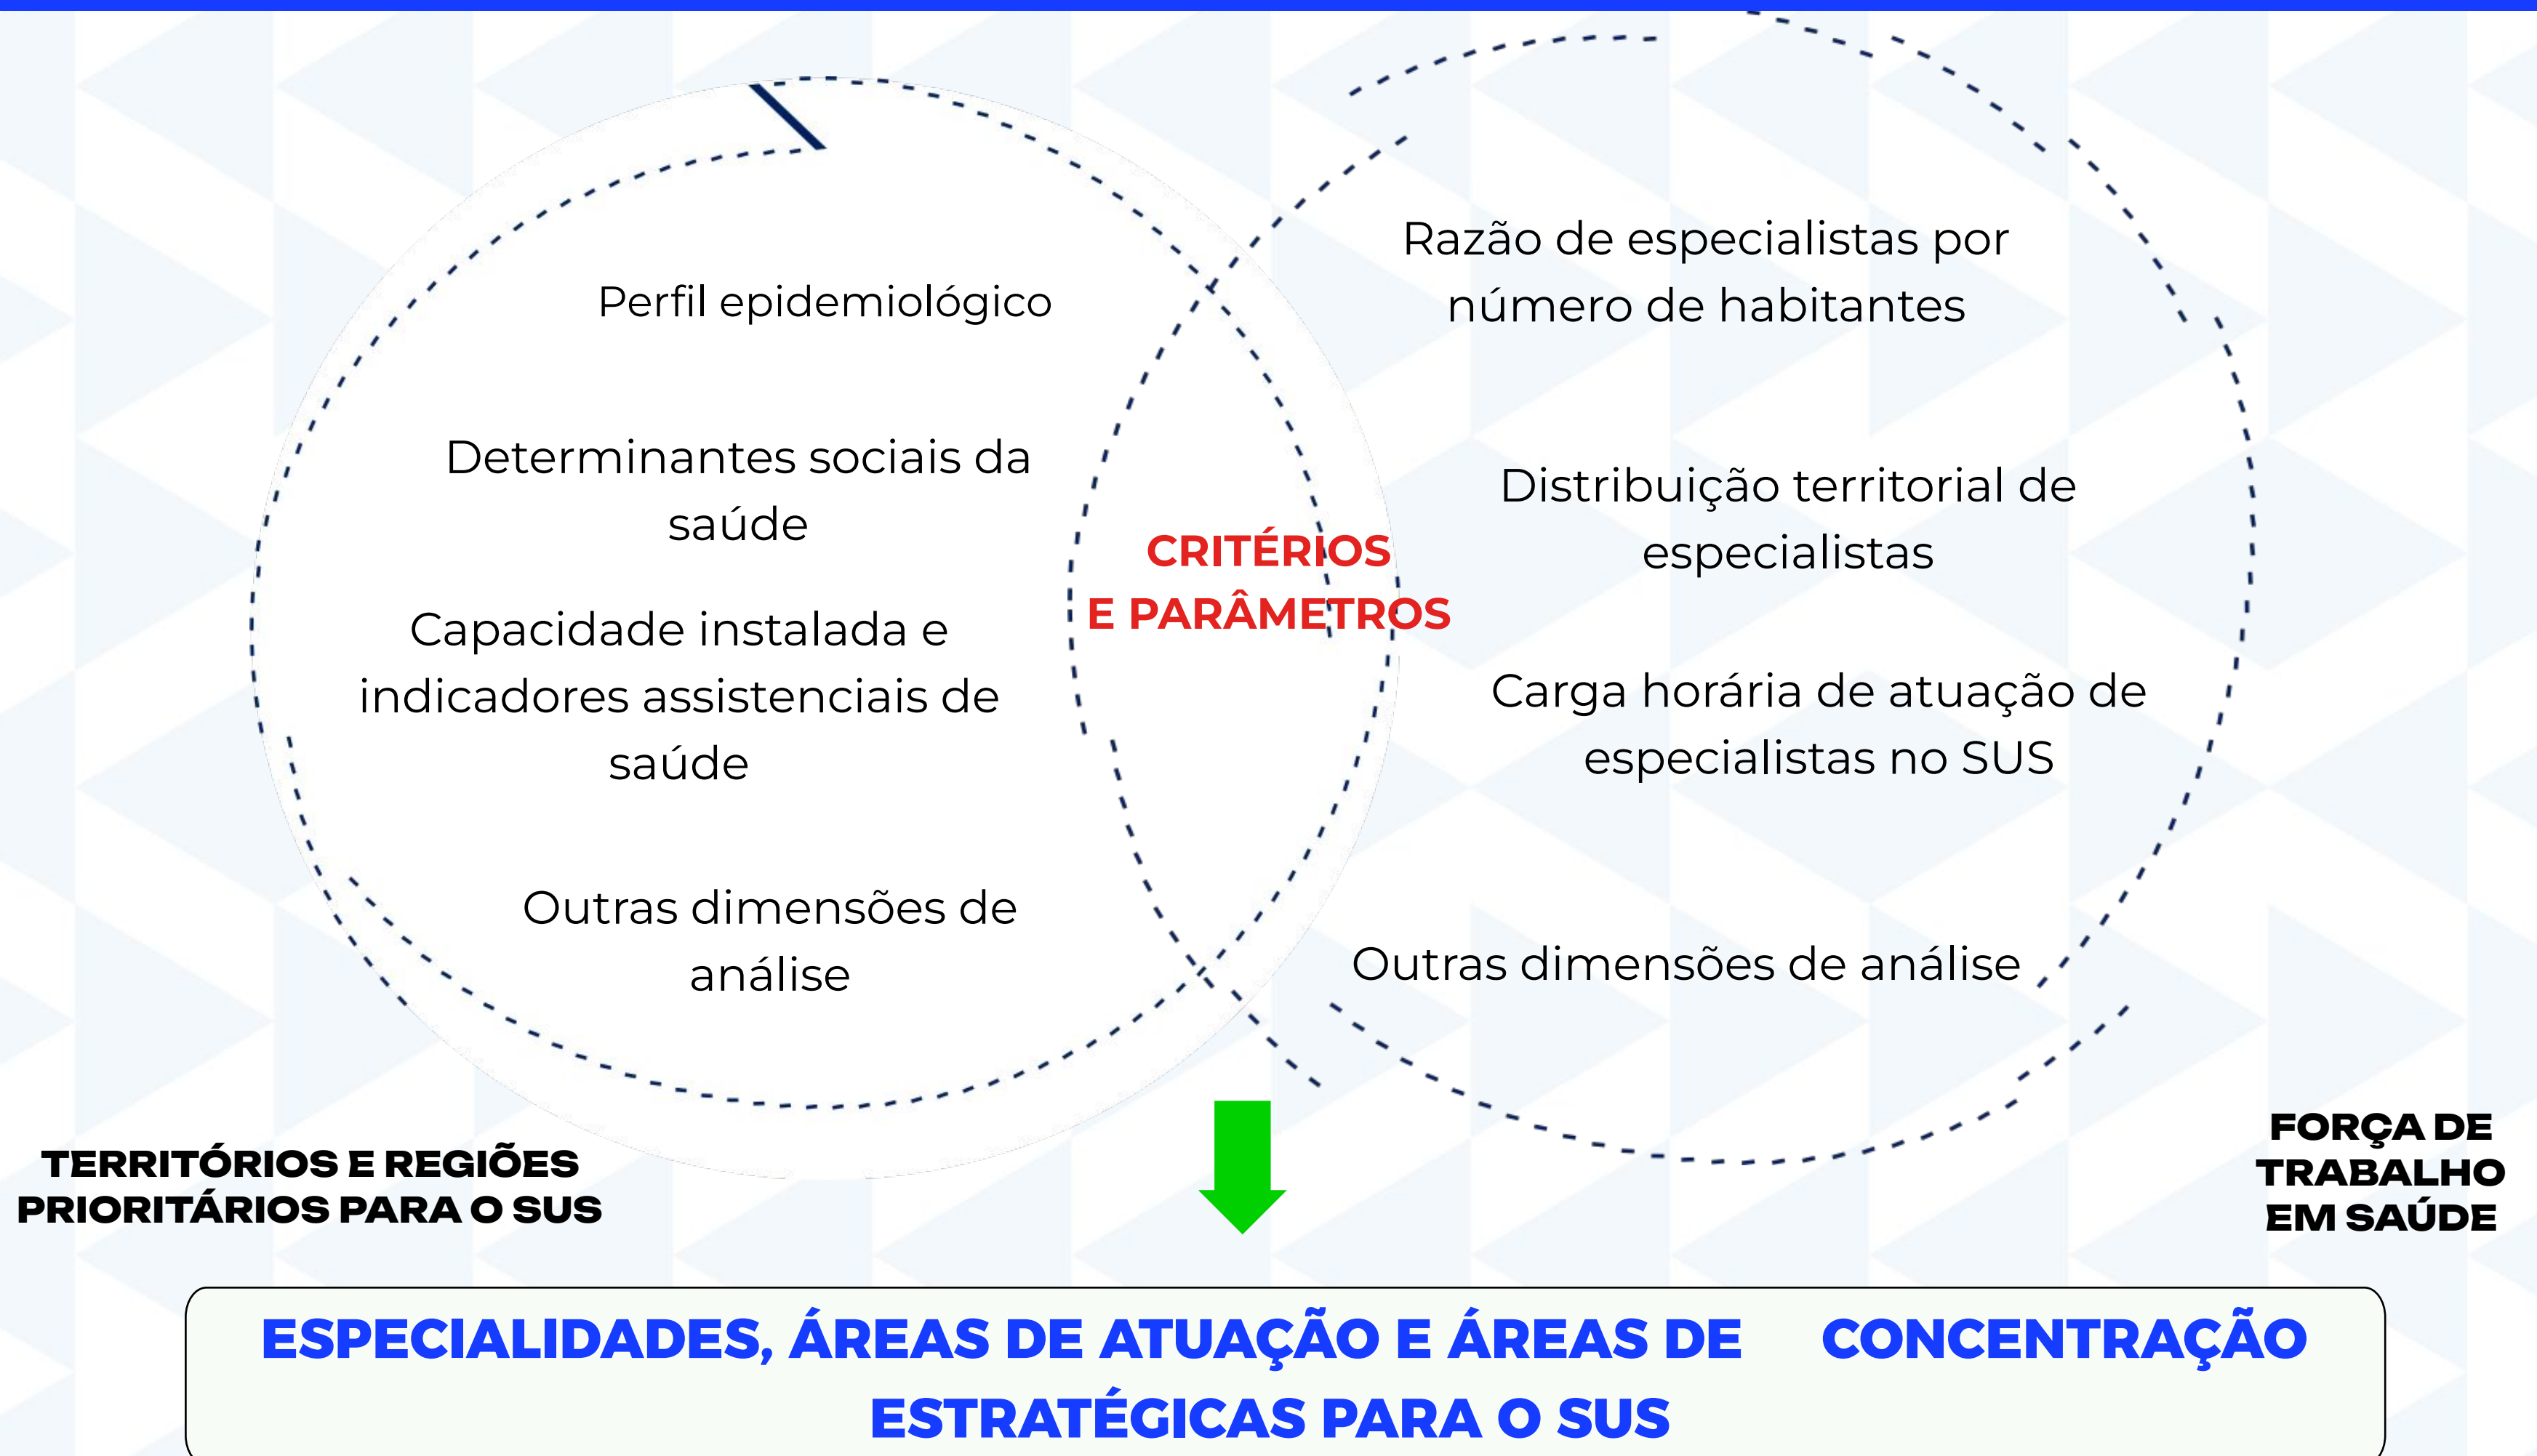 Perfil epidemiológico
Determinantes sociais da
saúde
Capacidade instalada e
indicadores assistenciais de
saúde
Outras dimensões de
análise
CRITÉRIOS
E PARÂMETROS
Razão de especialistas por
número de habitantes
Distribuição territorial de
especialistas
Carga horária de atuação de
especialistas no SUS
Outras dimensões de análise
TERRITÓRIOS E REGIÕES
PRIORITÁRIOS PARA O SUS
FORÇA DE
TRABALHO
EM SAÚDE
ESPECIALIDADES, ÁREAS DE ATUAÇÃO E ÁREAS DE CONCENTRAÇÃO
ESTRATÉGICAS PARA O SUS